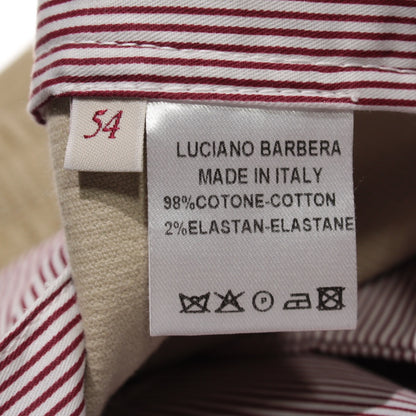 54
LUCIANO BARBERA
MADE IN ITALY
98%COTONE-COTTON
2%ELASTAN-ELASTANE
P